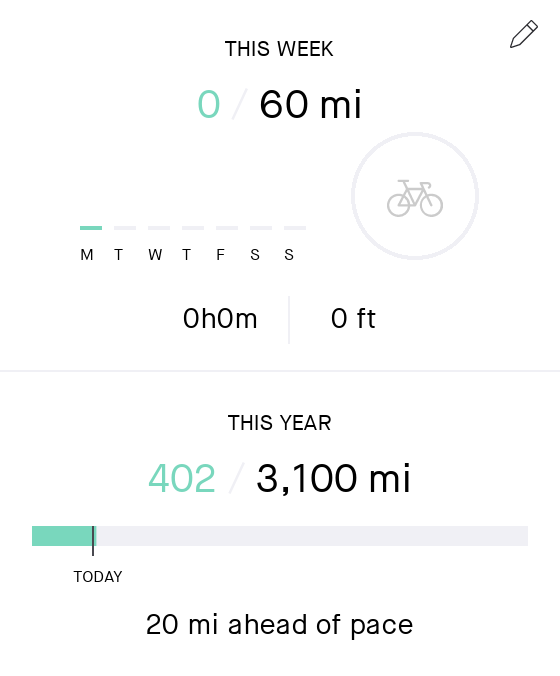 THIS WEEK
0 / 60 mi
M T W T F S S
0h0m 0 ft
THIS YEAR
402 / 3,100 mi
TODAY
20 mi ahead of pace